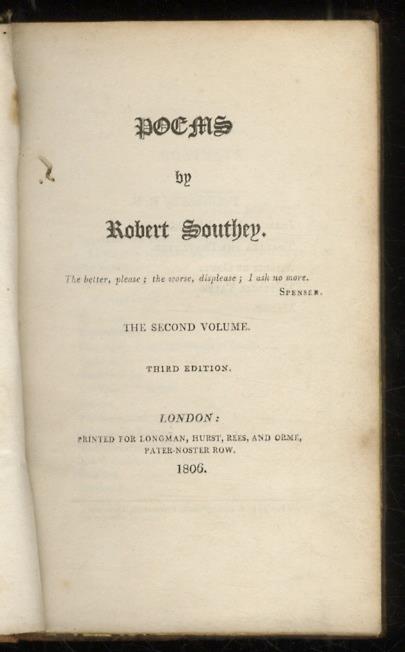 POEMS
by
Robert Southey.
The better, please; the worse, displease; I ask no more.
SPENSER.
THE SECOND VOLUME.
THIRD EDITION.
LONDON:
PRINTED FOR LONGMAN, HURST, REES, AND ORME,
PATER-NOSTER ROW.
1806.